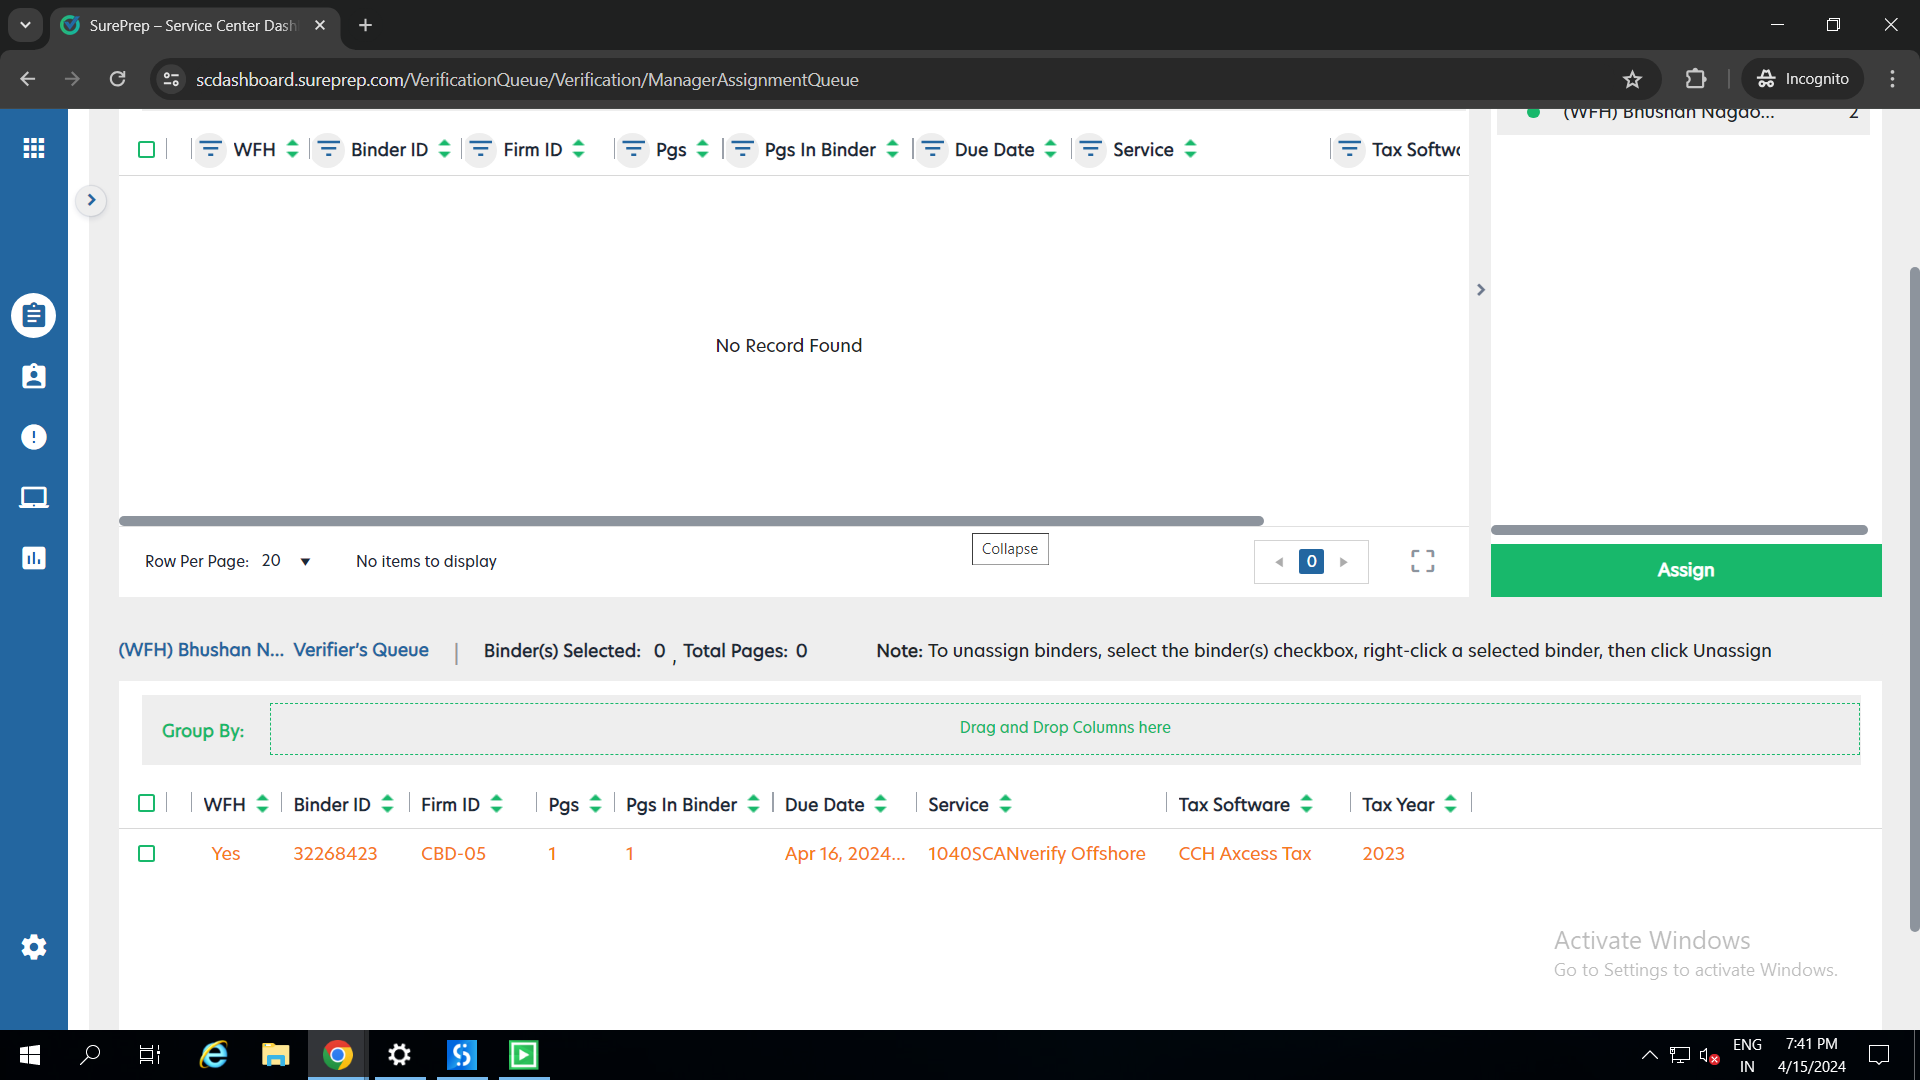 SurePrep – Service Center Dash
scdashboard.sureprep.com/VerificationQueue/Verification/ManagerAssignmentQueue
Incognito
(WFH) Bhushan Nagdo... 2
WFH Binder ID Firm ID Pgs Pgs In Binder Due Date Service Tax Softw
No Record Found
Row Per Page: 20 No items to display
Collapse
0
Assign
(WFH) Bhushan N... Verifier's Queue | Binder(s) Selected: 0 , Total Pages: 0 Note: To unassign binders, select the binder(s) checkbox, right-click a selected binder, then click Unassign
Group By: Drag and Drop Columns here
WFH Binder ID Firm ID Pgs Pgs In Binder Due Date Service Tax Software Tax Year
Yes 32268423 CBD-05 1 1 Apr 16, 2024... 1040SCANverify Offshore CCH Axcess Tax 2023
Activate Windows
Go to Settings to activate Windows.
ENG 7:41 PM
IN 4/15/2024